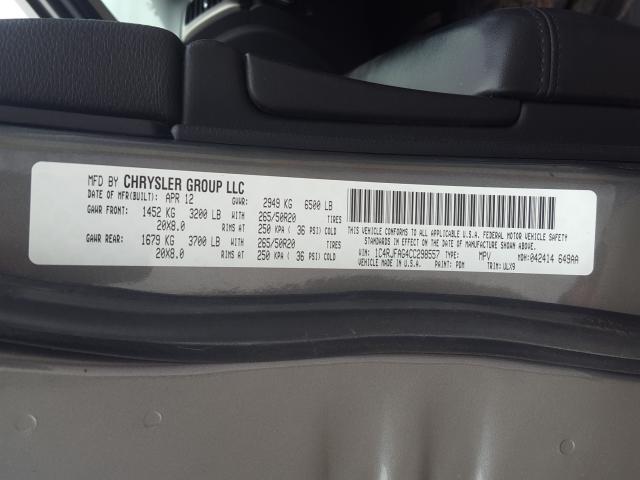 MFD BY CHRYSLER GROUP LLC
DATE OF MFR(BUILT): APR 12 GVWR: 2949 KG 6500 LB
GAWR FRONT: 1452 KG 3200 LB WITH 265/50R20 TIRES
20X8.0 RIMS AT 250 KPA ( 36 PSI) COLD
GAWR REAR: 1679 KG 3700 LB WITH 265/50R20 TIRES
20X8.0 RIMS AT 250 KPA ( 36 PSI) COLD
THIS VEHICLE CONFORMS TO ALL APPLICABLE U.S.A. FEDERAL MOTOR VEHICLE SAFETY
STANDARDS IN EFFECT ON THE DATE OF MANUFACTURE SHOWN ABOVE.
VIN: 1C4RJFAG4CC298557 TYPE: MPV MDH: 042414 649AA
MADE IN U.S.A. PAINT: PDM TRIM: ULX9